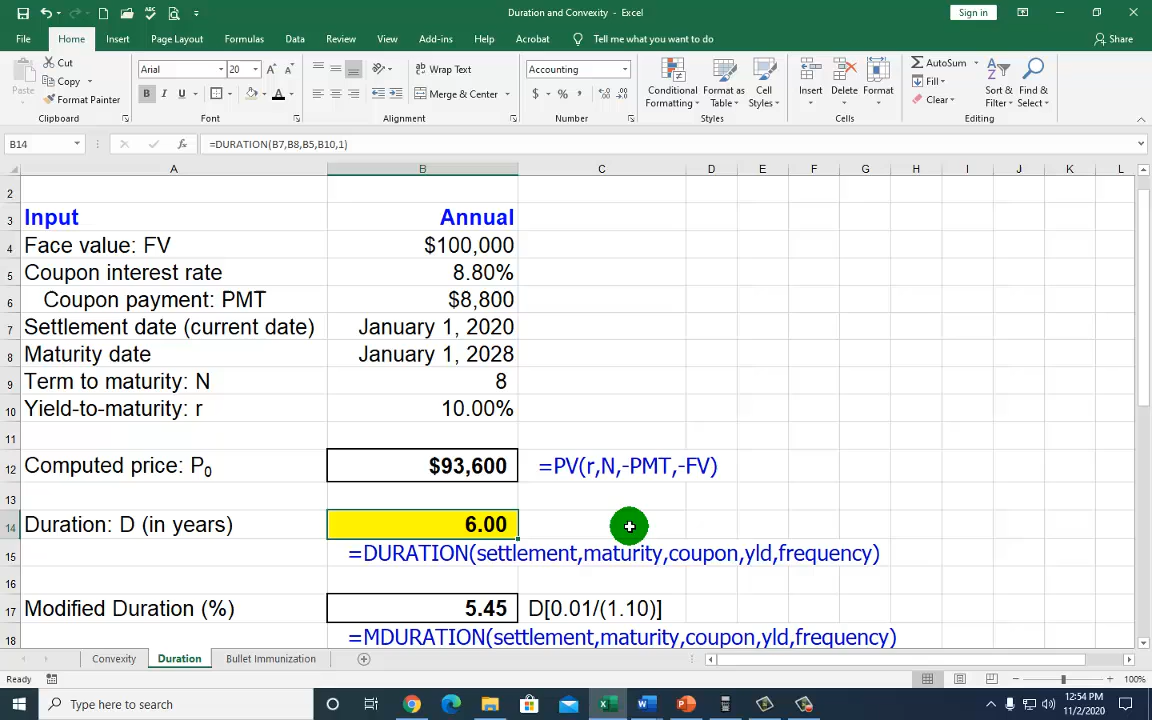 Duration and Convexity - Excel
Sign in
File Home Insert Page Layout Formulas Data Review View Add-ins Help Acrobat Tell me what you want to do Share
Paste
Cut
Copy
Format Painter
Clipboard
Arial 20
B I U
Font
Wrap Text
Merge & Center
Alignment
Accounting
$ % ,
Number
Conditional Formatting
Format as Table
Cell Styles
Styles
Insert Delete Format
Cells
AutoSum
Fill
Clear
Sort & Filter
Find & Select
Editing
B14 fx =DURATION(B7,B8,B5,B10,1)
A B C D E F G H I J K L
2
3 Input Annual
4 Face value: FV $100,000
5 Coupon interest rate 8.80%
6 Coupon payment: PMT $8,800
7 Settlement date (current date) January 1, 2020
8 Maturity date January 1, 2028
9 Term to maturity: N 8
10 Yield-to-maturity: r 10.00%
11
12 Computed price: P0 $93,600 =PV(r,N,-PMT,-FV)
13
14 Duration: D (in years) 6.00
15 =DURATION(settlement,maturity,coupon,yld,frequency)
16
17 Modified Duration (%) 5.45 D[0.01/(1.10)]
18 =MDURATION(settlement,maturity,coupon,yld,frequency)
Convexity Duration Bullet Immunization
Ready 100%
Type here to search
12:54 PM
11/2/2020